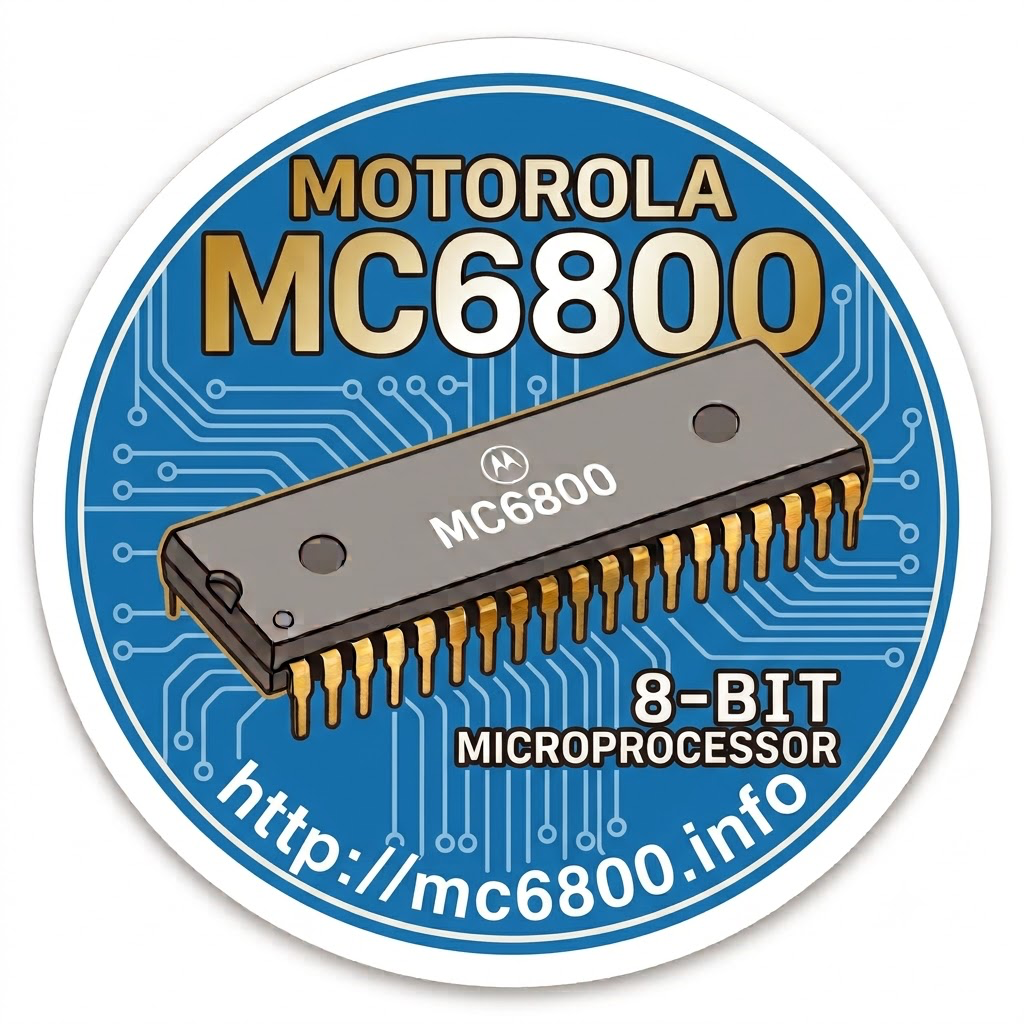 MOTOROLA
MC6800
MC6800
8-BIT
MICROPROCESSOR
http://mc6800.info